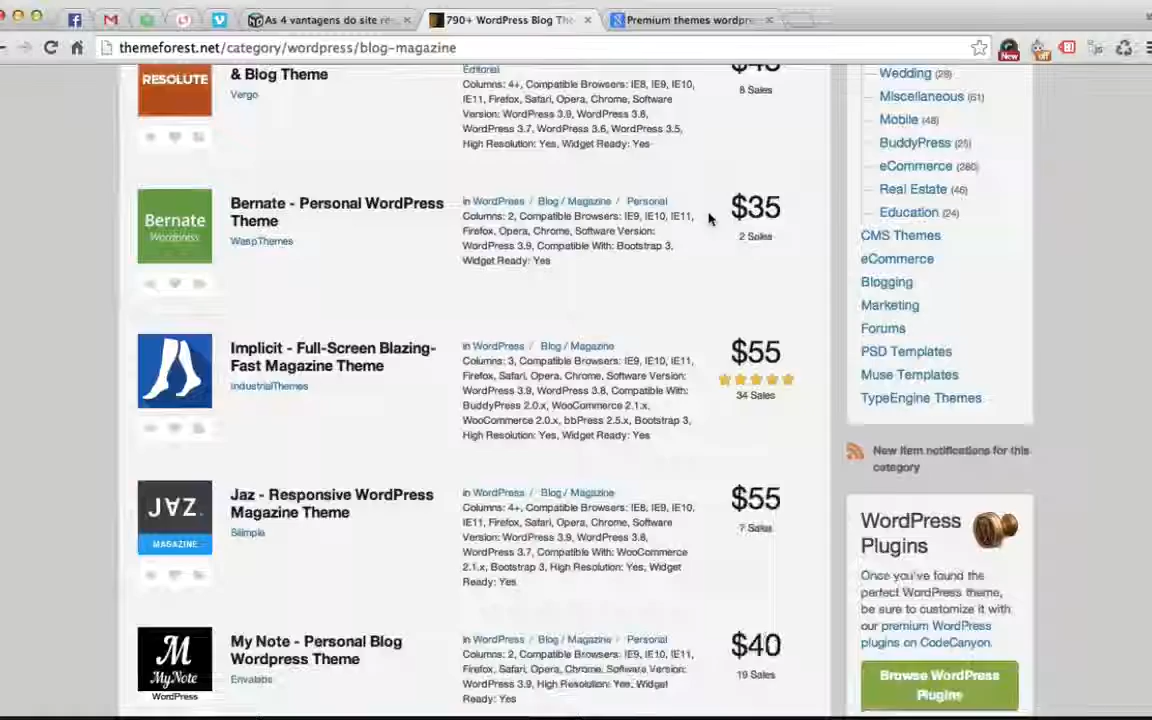 As 4 vantagens do site re
790+ WordPress Blog The
Premium themes wordpre
themeforest.net/category/wordpress/blog-magazine
New
off
RESOLUTE
& Blog Theme
Vergo
Editorial
Columns: 4+, Compatible Browsers: IE8, IE9, IE10,
IE11, Firefox, Safari, Opera, Chrome, Software
Version: WordPress 3.9, WordPress 3.8,
WordPress 3.7, WordPress 3.6, WordPress 3.5,
High Resolution: Yes, Widget Ready: Yes
8 Sales
Bernate
Wordpress
Bernate - Personal WordPress
Theme
WaspThemes
in WordPress / Blog / Magazine / Personal
Columns: 2, Compatible Browsers: IE9, IE10, IE11,
Firefox, Opera, Chrome, Software Version:
WordPress 3.9, Compatible With: Bootstrap 3,
Widget Ready: Yes
$35
2 Sales
Implicit - Full-Screen Blazing-
Fast Magazine Theme
IndustrialThemes
in WordPress / Blog / Magazine
Columns: 3, Compatible Browsers: IE9, IE10, IE11,
Firefox, Safari, Opera, Chrome, Software Version:
WordPress 3.9, WordPress 3.8, Compatible With:
BuddyPress 2.0.x, WooCommerce 2.1.x,
WooCommerce 2.0.x, bbPress 2.5.x, Bootstrap 3,
High Resolution: Yes, Widget Ready: Yes
$55
34 Sales
JAZ.
MAGAZINE
Jaz - Responsive WordPress
Magazine Theme
in WordPress / Blog / Magazine
Columns: 4+, Compatible Browsers: IE8, IE9, IE10,
IE11, Firefox, Safari, Opera, Chrome, Software
Version: WordPress 3.9, WordPress 3.8,
WordPress 3.7, Compatible With: WooCommerce
2.1.x, Bootstrap 3, High Resolution: Yes, Widget
Ready: Yes
$55
7 Sales
M
MyNote
WordPress
My Note - Personal Blog
Wordpress Theme
Envalabs
in WordPress / Blog / Magazine / Personal
Columns: 2, Compatible Browsers: IE9, IE10, IE11,
Firefox, Safari, Opera, Chrome, Software Version:
WordPress 3.9, High Resolution: Yes, Widget
Ready: Yes
$40
19 Sales
Wedding (29)
Miscellaneous (61)
Mobile (48)
BuddyPress (25)
eCommerce (280)
Real Estate (46)
Education (24)
CMS Themes
eCommerce
Blogging
Marketing
Forums
PSD Templates
Muse Templates
TypeEngine Themes
New item notifications for this
category
WordPress
Plugins
Once you've found the
perfect WordPress theme,
be sure to customize it with
our premium WordPress
plugins on CodeCanyon.
Browse WordPress
Plugins